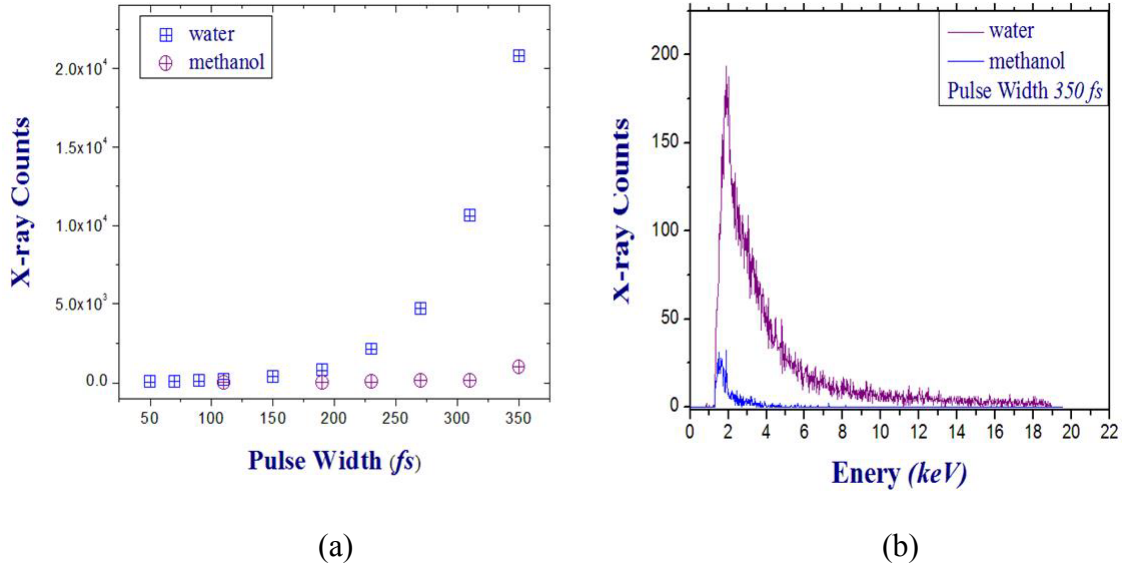 water
methanol
2.0x10⁴
1.5x10⁴
1.0x10⁴
5.0x10³
0.0
50 100 150 200 250 300 350
X-ray Counts
Pulse Width (fs)
(a)
water
methanol
Pulse Width 350 fs
200
150
100
50
0
0 2 4 6 8 10 12 14 16 18 20 22
X-ray Counts
Enery (keV)
(b)